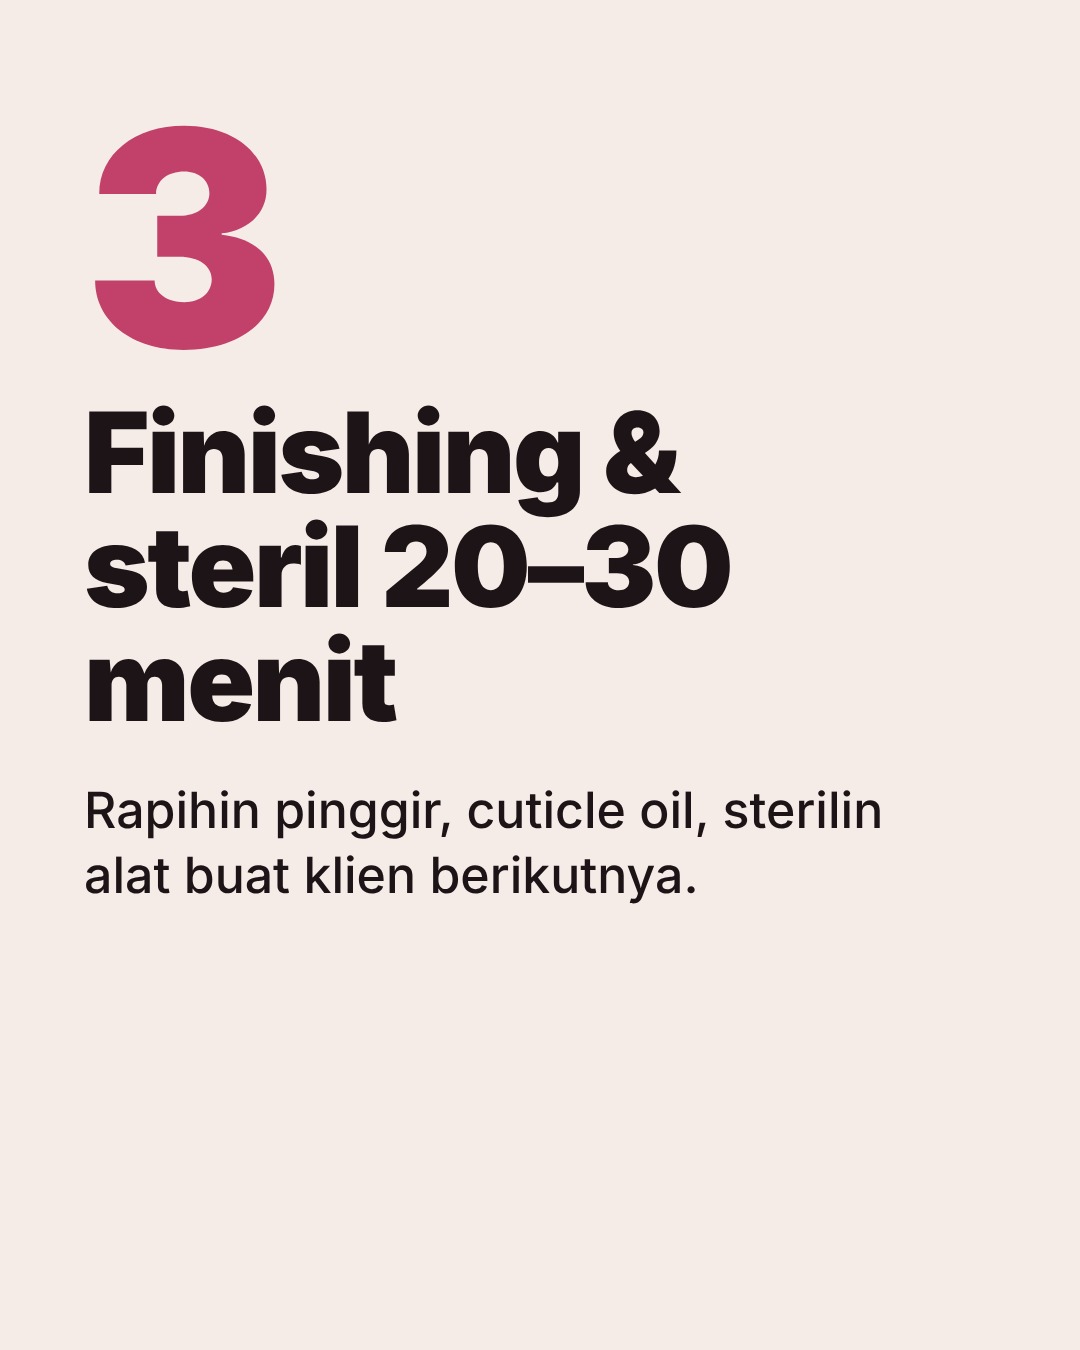 3
Finishing &
steril 20–30
menit
Rapihin pinggir, cuticle oil, sterilin
alat buat klien berikutnya.